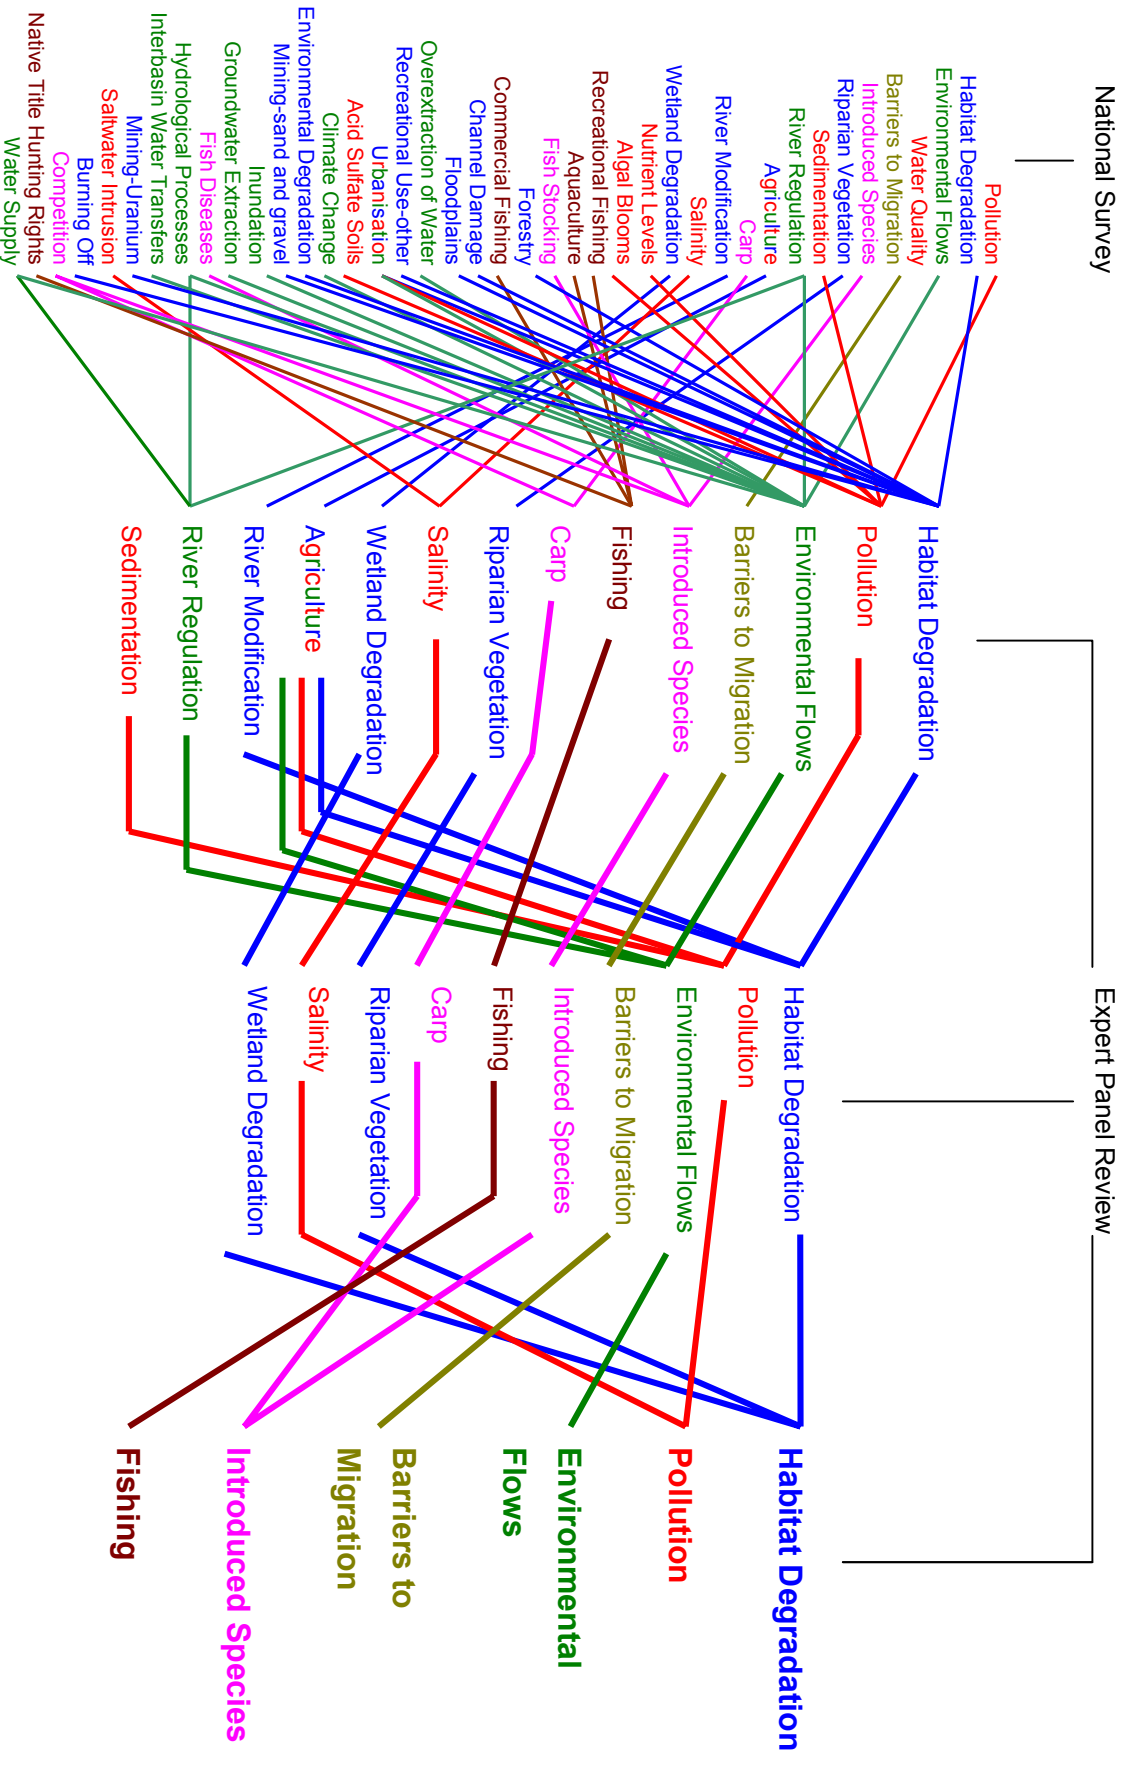 National Survey
Pollution
Habitat Degradation
Environmental Flows
Water Quality
Barriers to Migration
Introduced Species
Riparian Vegetation
Sedimentation
River Regulation
Agriculture
Carp
River Modification
Salinity
Wetland Degradation
Nutrient Levels
Algal Blooms
Recreational Fishing
Aquaculture
Fish Stocking
Forestry
Commercial Fishing
Channel Damage
Floodplains
Overextraction of Water
Recreational Use-other
Urbanisation
Acid Sulfate Soils
Climate Change
Environmental Degradation
Mining-sand and gravel
Inundation
Groundwater Extraction
Fish Diseases
Hydrological Processes
Interbasin Water Transfers
Mining-Uranium
Saltwater Intrusion
Burning Off
Competition
Native Title Hunting Rights
Water Supply
Expert Panel Review
Habitat Degradation
Pollution
Environmental Flows
Barriers to Migration
Introduced Species
Fishing
Carp
Riparian Vegetation
Salinity
Wetland Degradation
Agriculture
River Modification
River Regulation
Sedimentation
Habitat Degradation
Pollution
Environmental Flows
Barriers to Migration
Introduced Species
Fishing
Carp
Riparian Vegetation
Salinity
Wetland Degradation
Habitat Degradation
Pollution
Environmental
Flows
Barriers to
Migration
Introduced Species
Fishing